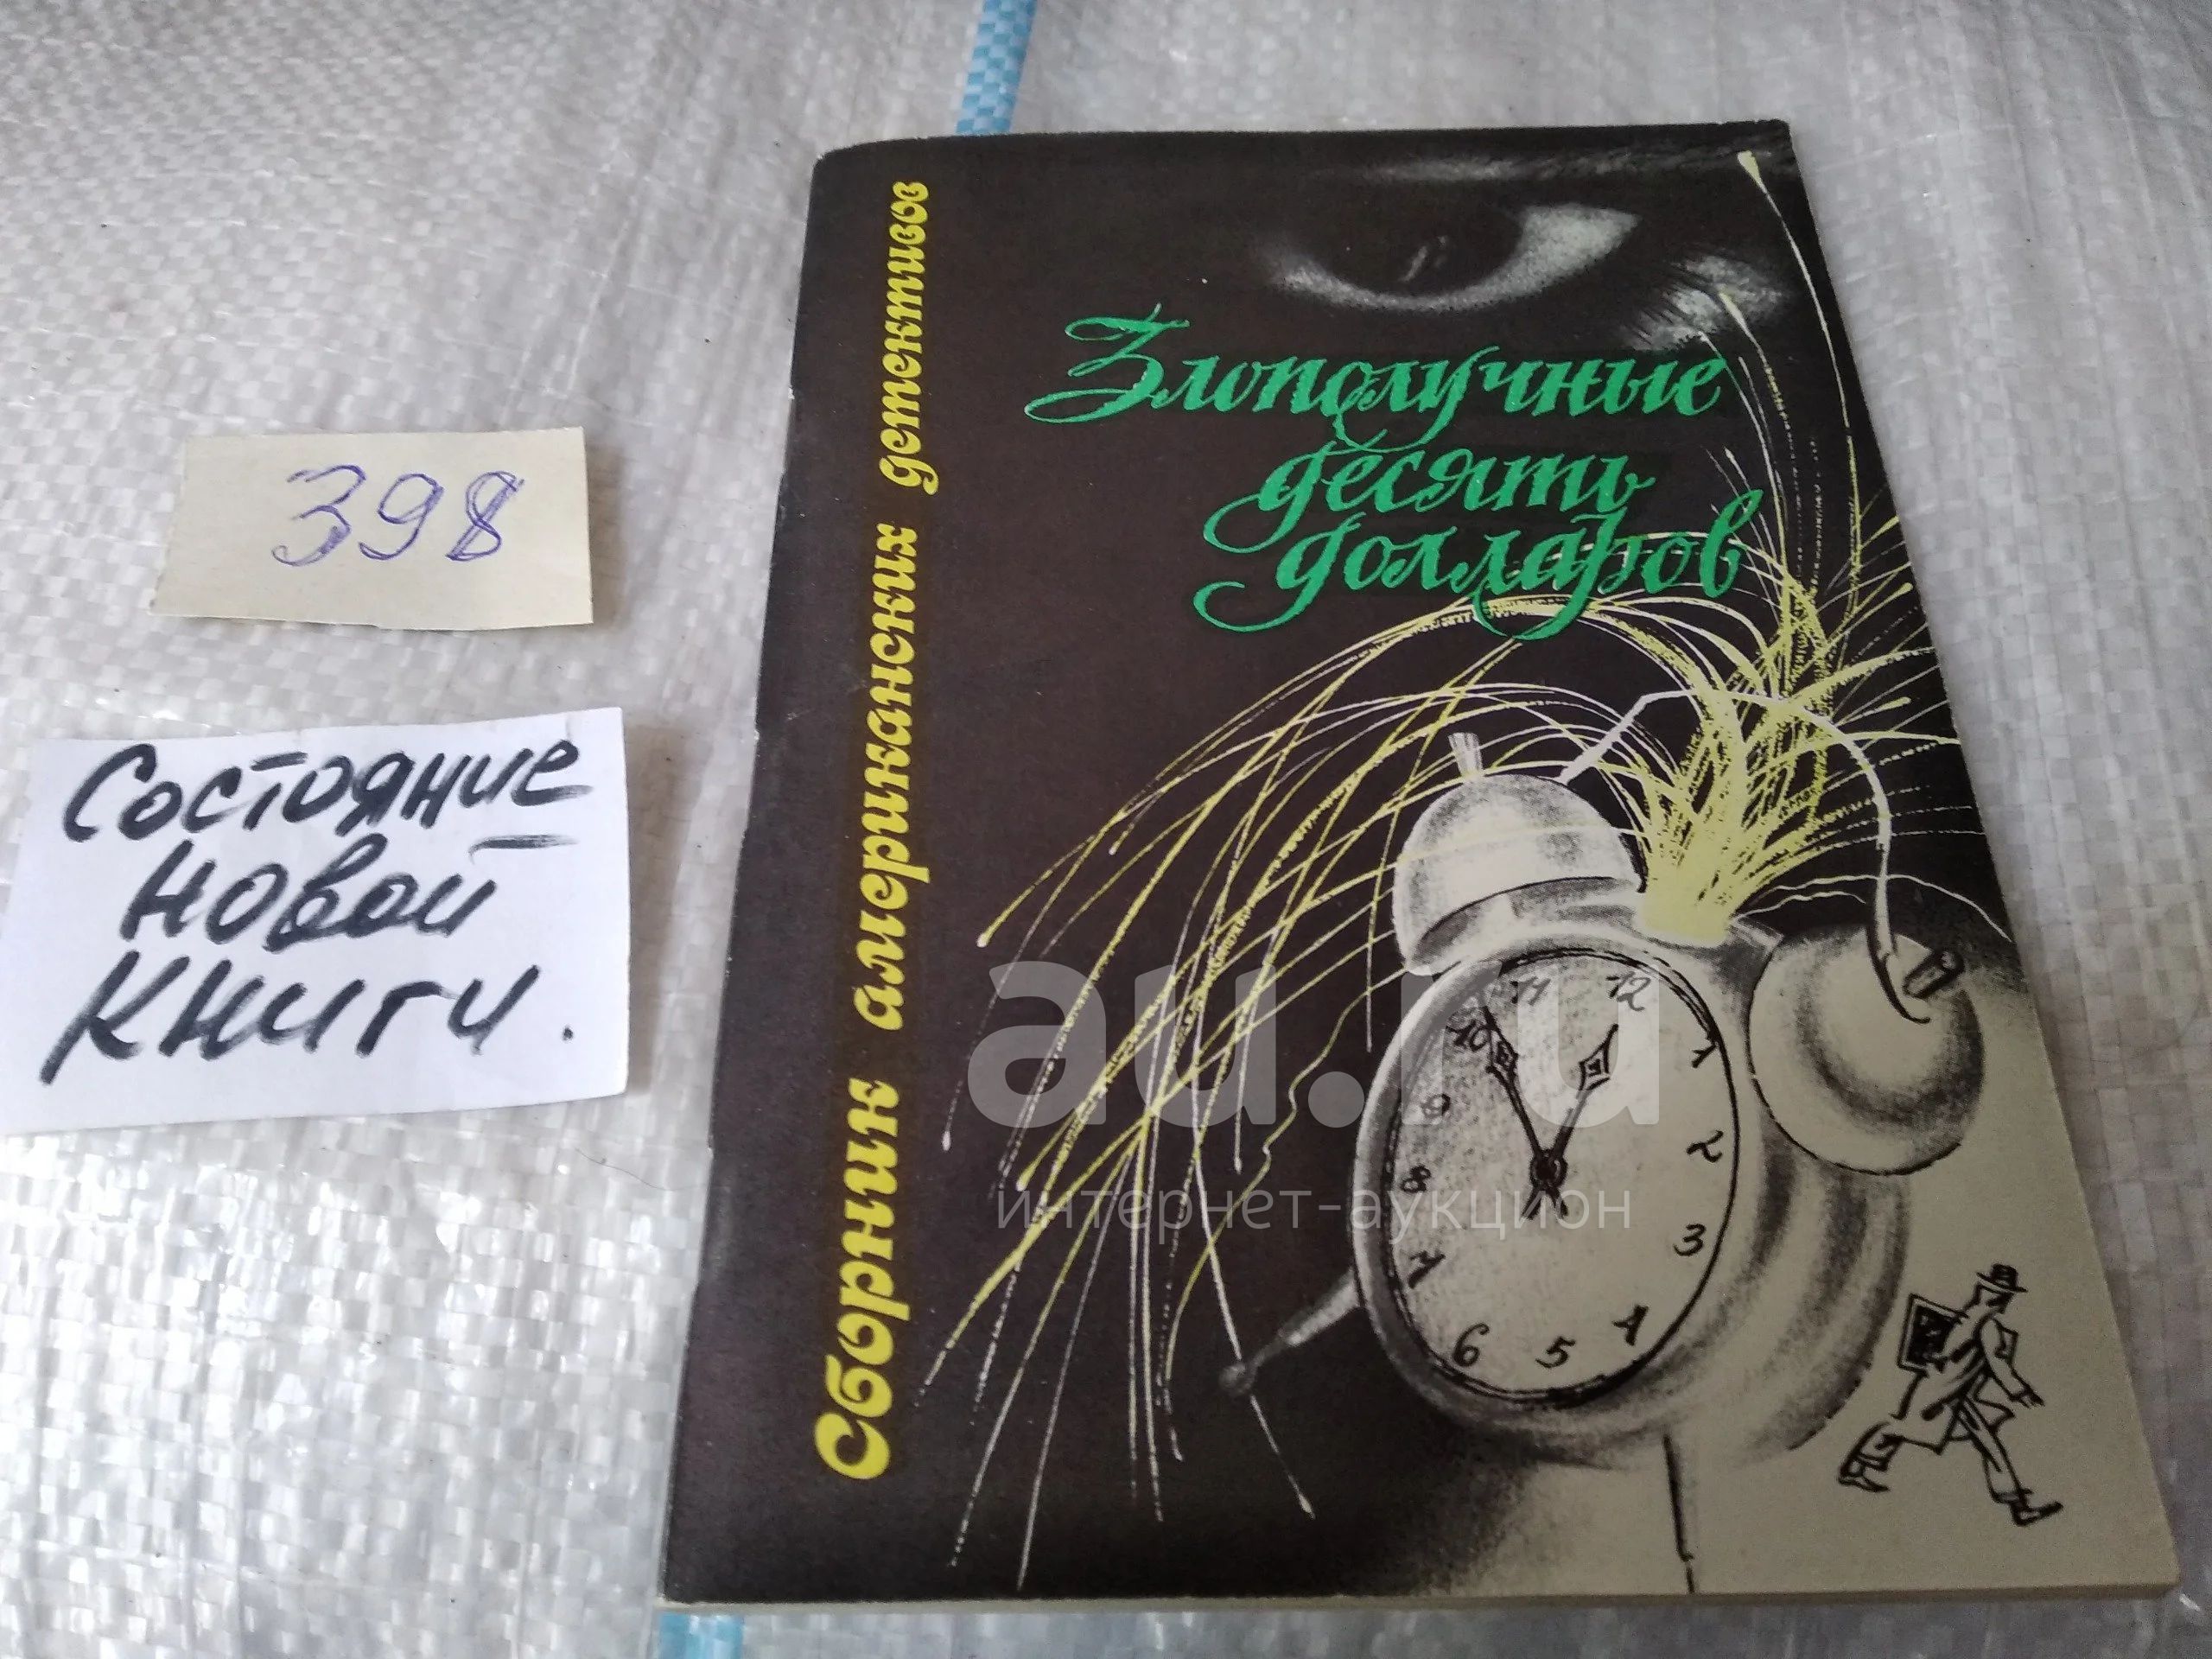 398
Состояние
новой
книги.
Сборник американских детективов
Злополучные
десять
долларов
11
12
10
1
9
2
8
3
7
4
6
5
au.ru
интернет-аукцион